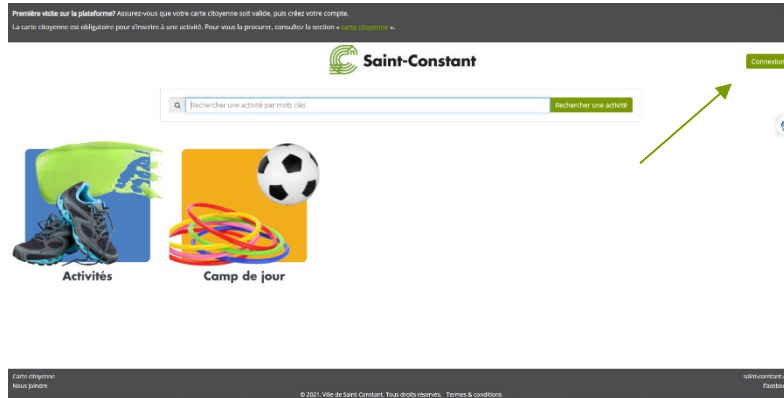 Première visite sur la plateforme? Assurez-vous que votre carte citoyenne soit valide, puis créez votre compte.
La carte citoyenne est obligatoire pour s'inscrire à une activité. Pour vous la procurer, consultez la section « carte citoyenne ».
Saint-Constant
Connexion
Rechercher une activité par mots clés
Rechercher une activité
Activités
Camp de jour
Carte citoyenne
Nous joindre
saint-constant.
Facebo
© 2021. Ville de Saint-Constant. Tous droits réservés. Termes & conditions